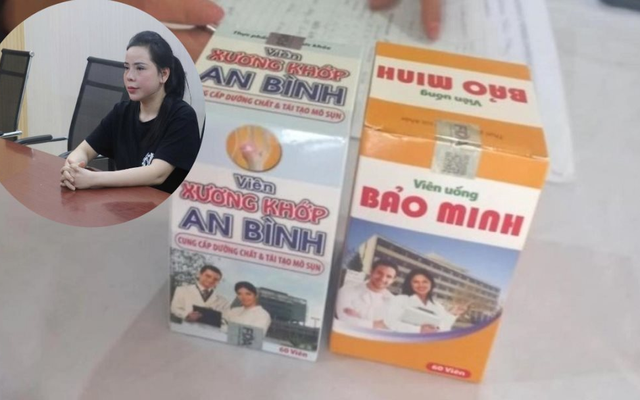 Viên
XƯƠNG KHỚP
AN BÌNH
CUNG CẤP DƯỠNG CHẤT & TÁI TẠO MÔ SỤN
Viên
XƯƠNG KHỚP
AN BÌNH
CUNG CẤP DƯỠNG CHẤT & TÁI TẠO MÔ SỤN
60 Viên
Viên uống
BẢO MINH
Viên uống
BẢO MINH
60 Viên